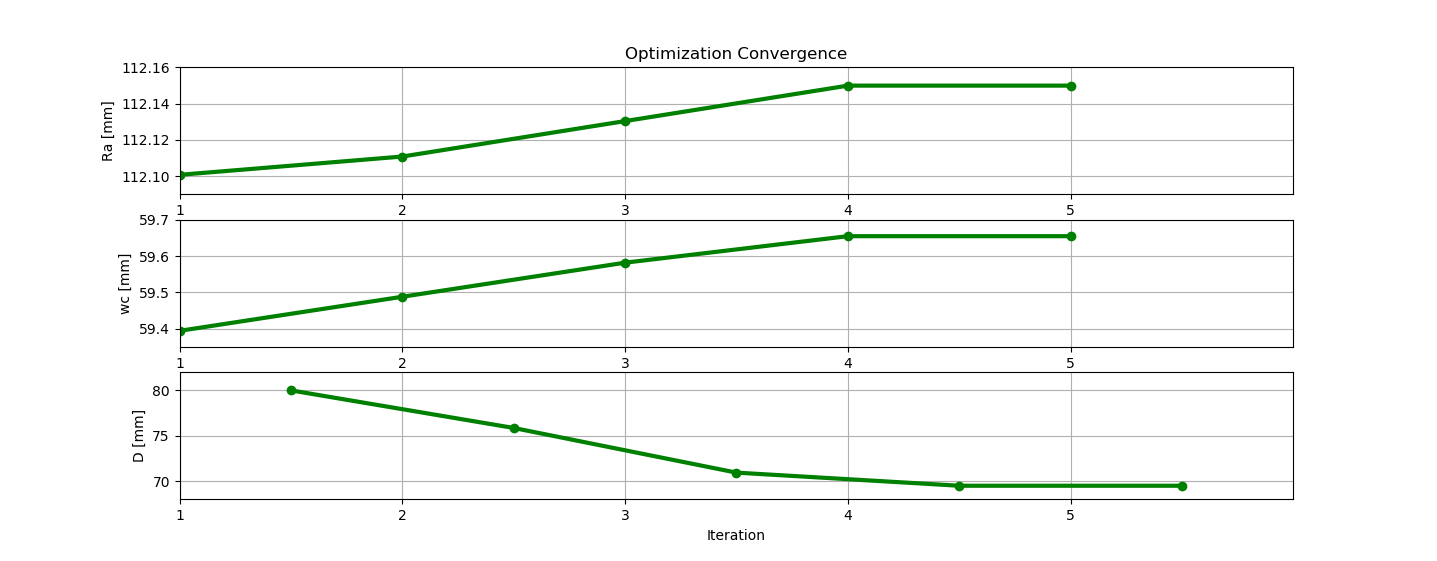 Optimization Convergence
112.16
112.14
112.12
112.10
Ra [mm]
1 2 3 4 5
59.7
59.6
59.5
59.4
wc [mm]
1 2 3 4 5
80
75
70
D [mm]
1 2 3 4 5
Iteration